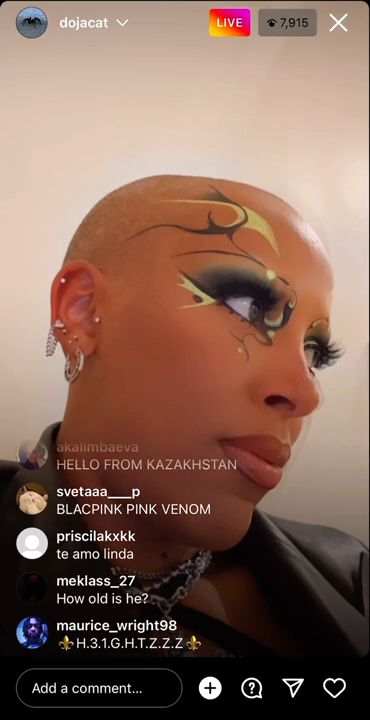 dojacat
LIVE
7,915
akalimbaeva
HELLO FROM KAZAKHSTAN
svetaaa___p
BLACPINK PINK VENOM
priscilakxkk
te amo linda
meklass_27
How old is he?
maurice_wright98
⚜️H.3.1.G.H.T.Z.Z.Z⚜️
Add a comment...